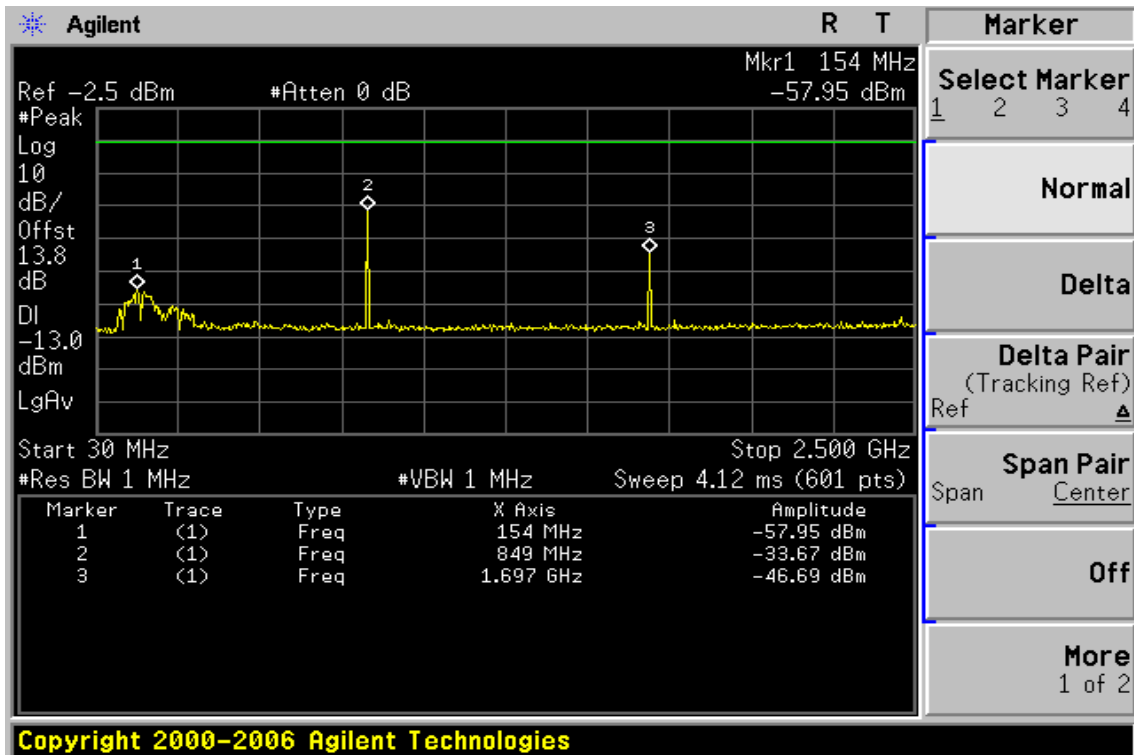 Agilent R T
Mkr1 154 MHz
Ref -2.5 dBm #Atten 0 dB -57.95 dBm
#Peak
Log
10
dB/
Offst
13.8
dB
DI
-13.0
dBm
LgAv
1
2
3
Start 30 MHz Stop 2.500 GHz
#Res BW 1 MHz #VBW 1 MHz Sweep 4.12 ms (601 pts)
Marker Trace Type X Axis Amplitude
1 (1) Freq 154 MHz -57.95 dBm
2 (1) Freq 849 MHz -33.67 dBm
3 (1) Freq 1.697 GHz -46.69 dBm
Marker
Select Marker
1 2 3 4
Normal
Delta
Delta Pair
(Tracking Ref)
Ref Δ
Span Pair
Span Center
Off
More
1 of 2
Copyright 2000-2006 Agilent Technologies